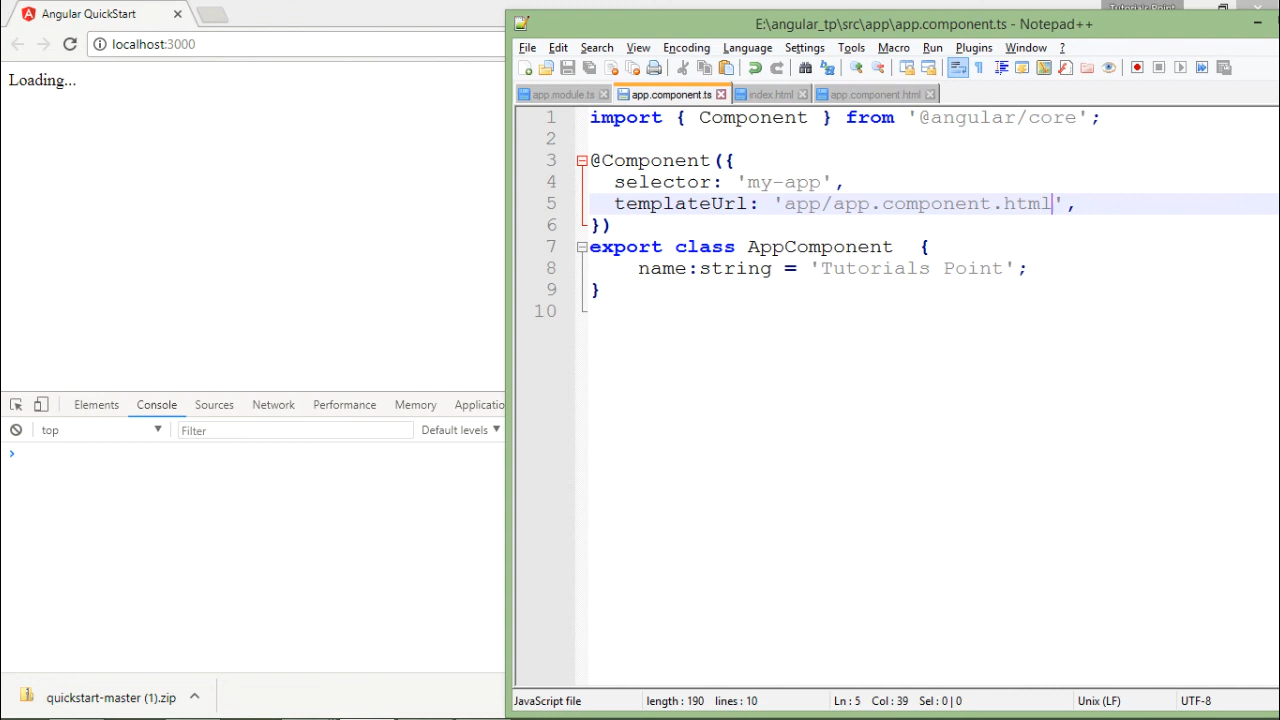 Angular QuickStart
localhost:3000
Loading...
Elements Console Sources Network Performance Memory Applicatio
top Filter Default levels
>
quickstart-master (1).zip
Tutorials Point
E:\angular_tp\src\app\app.component.ts - Notepad++
File Edit Search View Encoding Language Settings Tools Macro Run Plugins Window ?
app.module.ts app.component.ts index.html app.component.html
1 import { Component } from '@angular/core';
2
3 @Component({
4 selector: 'my-app',
5 templateUrl: 'app/app.component.html',
6 })
7 export class AppComponent {
8 name:string = 'Tutorials Point';
9 }
10
JavaScript file length : 190 lines : 10 Ln : 5 Col : 39 Sel : 0 | 0 Unix (LF) UTF-8